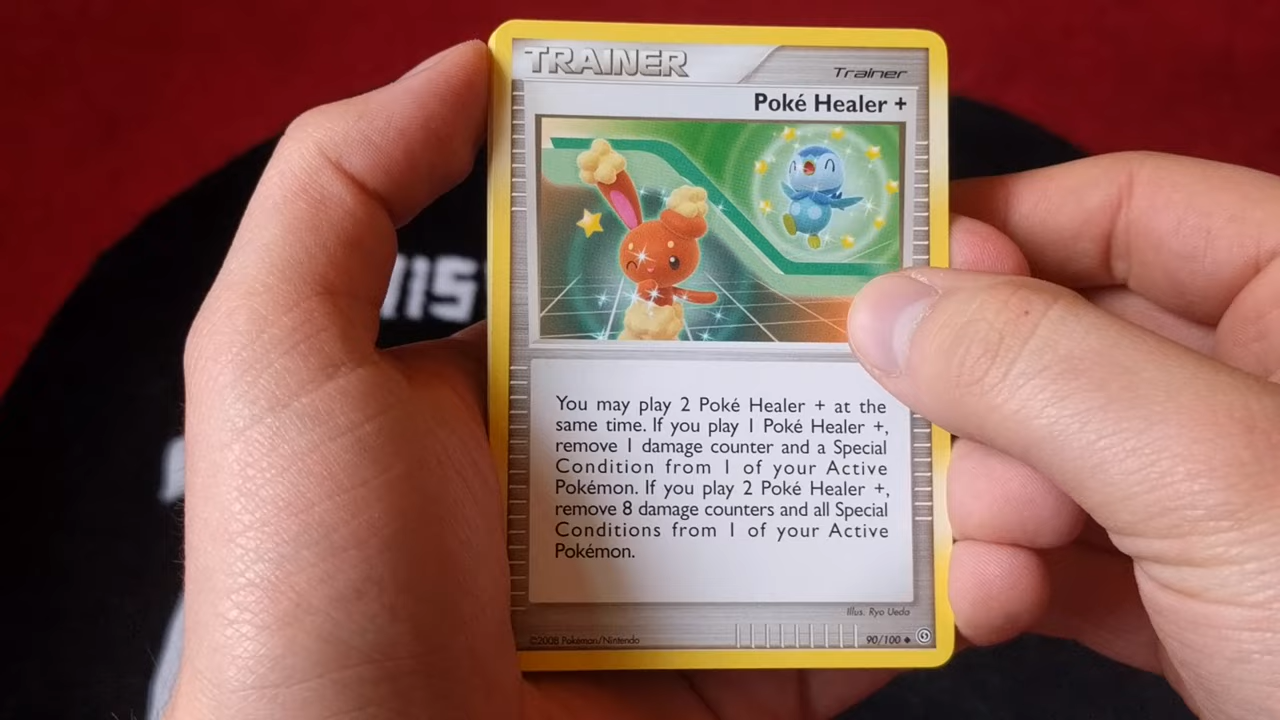 TRAINER
Trainer
Poké Healer +
You may play 2 Poké Healer + at the
same time. If you play 1 Poké Healer +,
remove 1 damage counter and a Special
Condition from 1 of your Active
Pokémon. If you play 2 Poké Healer +,
remove 8 damage counters and all Special
Conditions from 1 of your Active
Pokémon.
Illus. Ryo Ueda
©2008 Pokémon/Nintendo
90/100